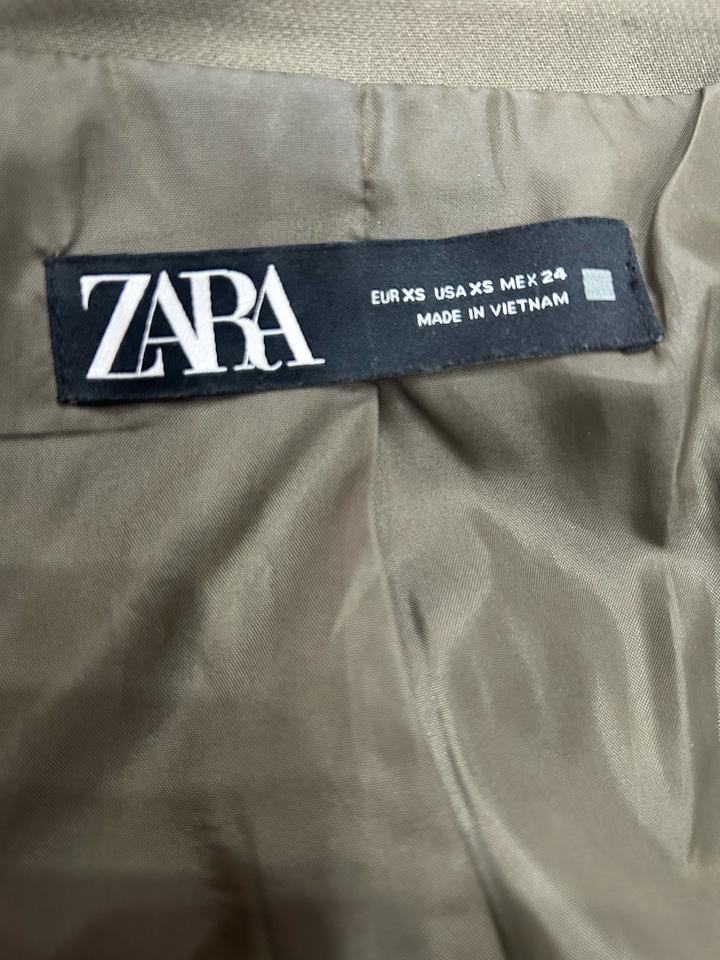 ZARA
EUR XS USA XS MEX 24
MADE IN VIETNAM